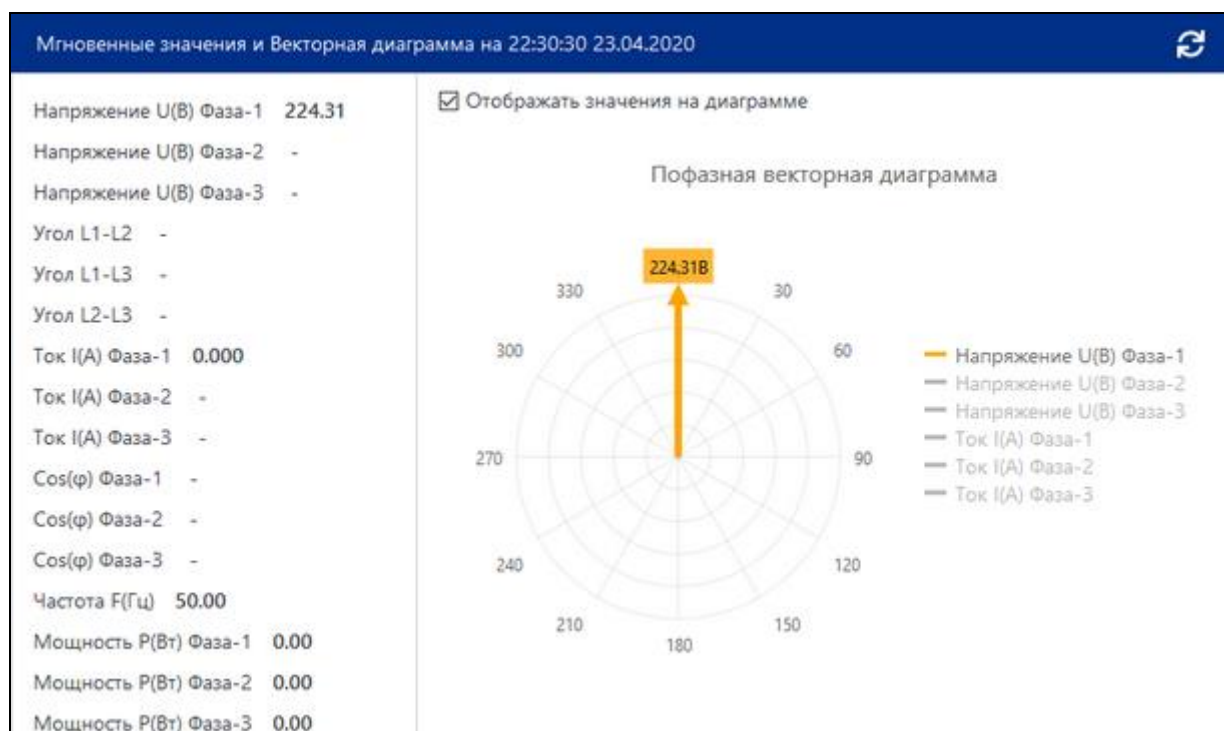 Мгновенные значения и Векторная диаграмма на 22:30:30 23.04.2020
Напряжение U(В) Фаза-1 224.31
Напряжение U(В) Фаза-2 -
Напряжение U(В) Фаза-3 -
Угол L1-L2 -
Угол L1-L3 -
Угол L2-L3 -
Ток I(А) Фаза-1 0.000
Ток I(А) Фаза-2 -
Ток I(А) Фаза-3 -
Cos(φ) Фаза-1 -
Cos(φ) Фаза-2 -
Cos(φ) Фаза-3 -
Частота F(Гц) 50.00
Мощность P(Вт) Фаза-1 0.00
Мощность P(Вт) Фаза-2 0.00
Мощность P(Вт) Фаза-3 0.00
Отображать значения на диаграмме
Пофазная векторная диаграмма
224.31В
330 30
300 60
270 90
240 120
210 150
180
Напряжение U(В) Фаза-1
Напряжение U(В) Фаза-2
Напряжение U(В) Фаза-3
Ток I(А) Фаза-1
Ток I(А) Фаза-2
Ток I(А) Фаза-3